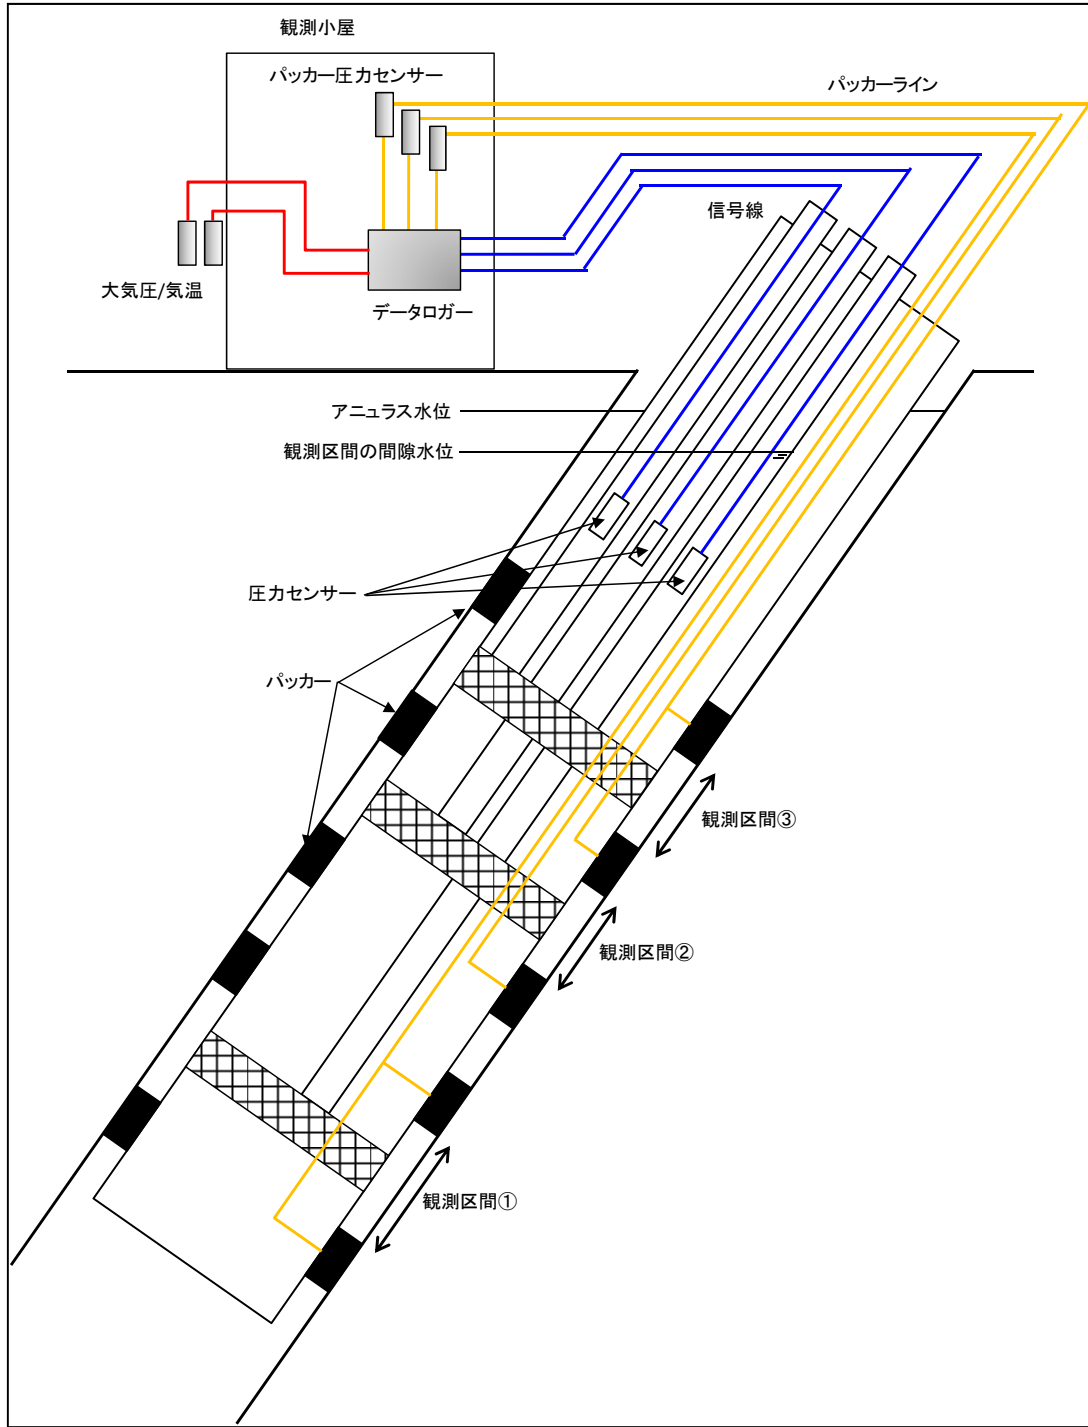 観測小屋
パッカー圧力センサー
パッカーライン
信号線
大気圧/気温
データロガー
アニュラス水位
観測区間の間隙水位
圧力センサー
パッカー
観測区間③
観測区間②
観測区間①